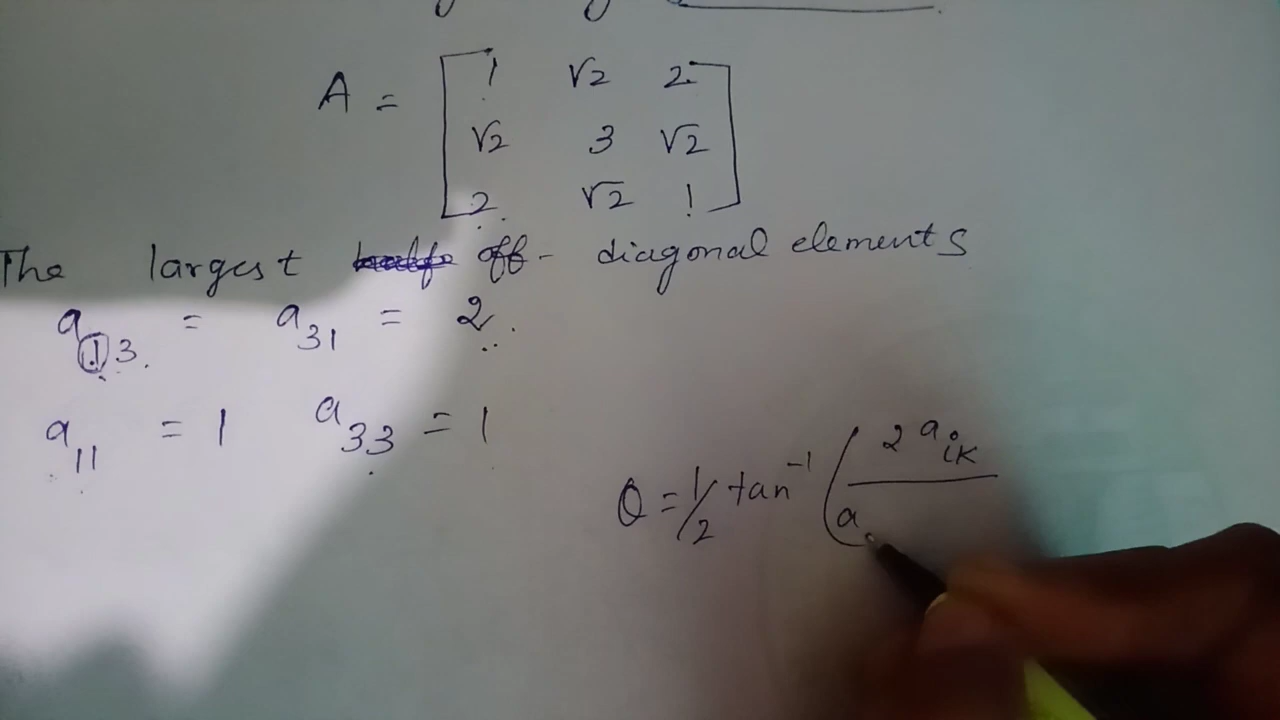 A = [ 1 √2 2
√2 3 √2
2 √2 1 ]
The largest off- diagonal elements
a13 = a31 = 2.
a11 = 1 a33 = 1
θ = 1/2 tan⁻¹ ( 2 aik / a